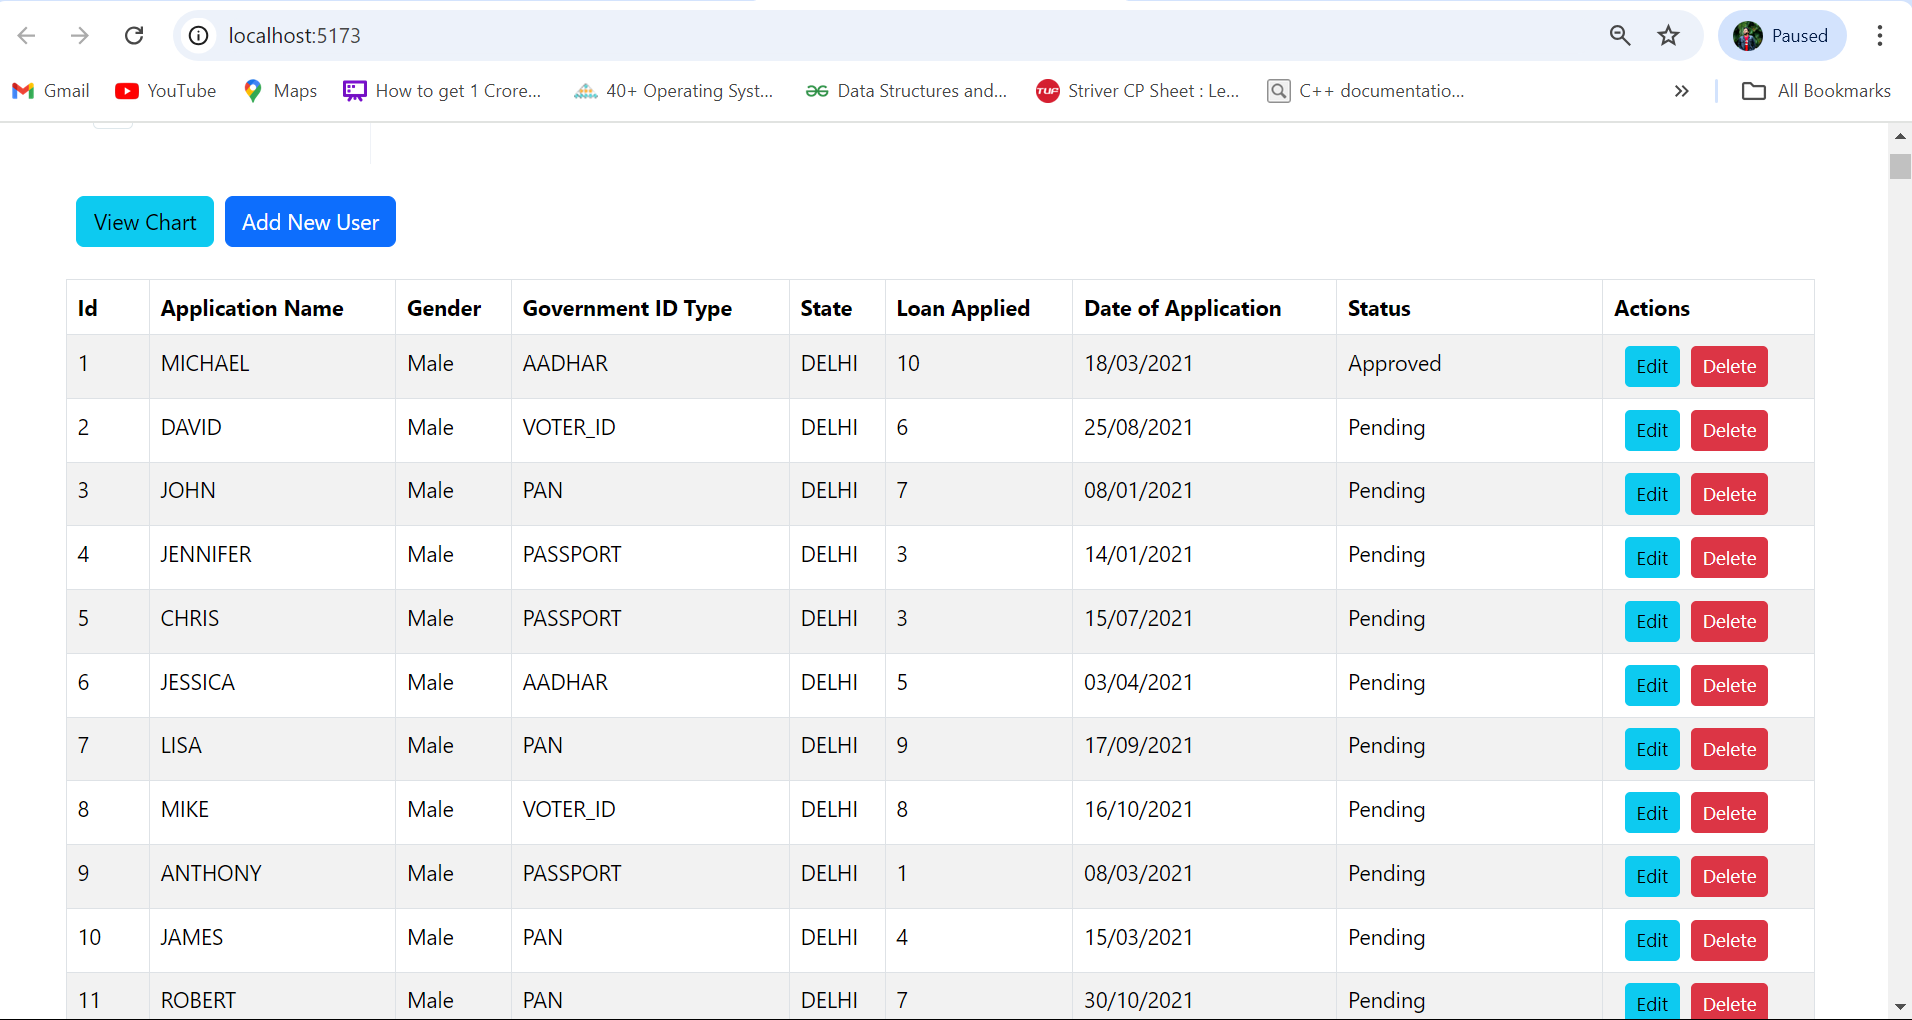 localhost:5173 Paused
Gmail YouTube Maps How to get 1 Crore... 40+ Operating Syst... Data Structures and... TUF Striver CP Sheet : Le... C++ documentatio... » All Bookmarks
View Chart Add New User
Id Application Name Gender Government ID Type State Loan Applied Date of Application Status Actions
1 MICHAEL Male AADHAR DELHI 10 18/03/2021 Approved Edit Delete
2 DAVID Male VOTER_ID DELHI 6 25/08/2021 Pending Edit Delete
3 JOHN Male PAN DELHI 7 08/01/2021 Pending Edit Delete
4 JENNIFER Male PASSPORT DELHI 3 14/01/2021 Pending Edit Delete
5 CHRIS Male PASSPORT DELHI 3 15/07/2021 Pending Edit Delete
6 JESSICA Male AADHAR DELHI 5 03/04/2021 Pending Edit Delete
7 LISA Male PAN DELHI 9 17/09/2021 Pending Edit Delete
8 MIKE Male VOTER_ID DELHI 8 16/10/2021 Pending Edit Delete
9 ANTHONY Male PASSPORT DELHI 1 08/03/2021 Pending Edit Delete
10 JAMES Male PAN DELHI 4 15/03/2021 Pending Edit Delete
11 ROBERT Male PAN DELHI 7 30/10/2021 Pending Edit Delete